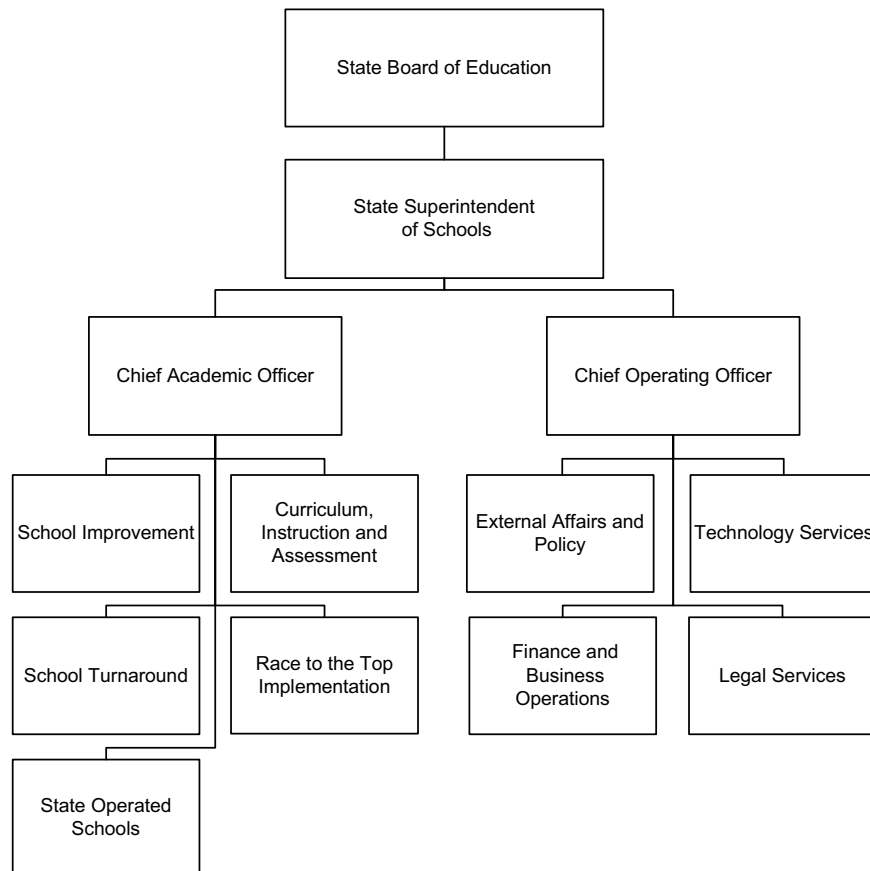 State Board of Education
State Superintendent
of Schools
Chief Academic Officer
Chief Operating Officer
School Improvement
Curriculum,
Instruction and
Assessment
External Affairs and
Policy
Technology Services
School Turnaround
Race to the Top
Implementation
Finance and
Business
Operations
Legal Services
State Operated
Schools